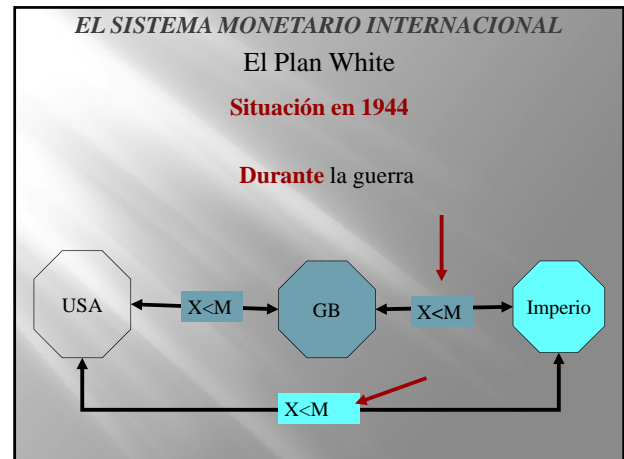 EL SISTEMA MONETARIO INTERNACIONAL
El Plan White
Situación en 1944
Durante la guerra
USA
X<M
GB
X<M
Imperio
X<M